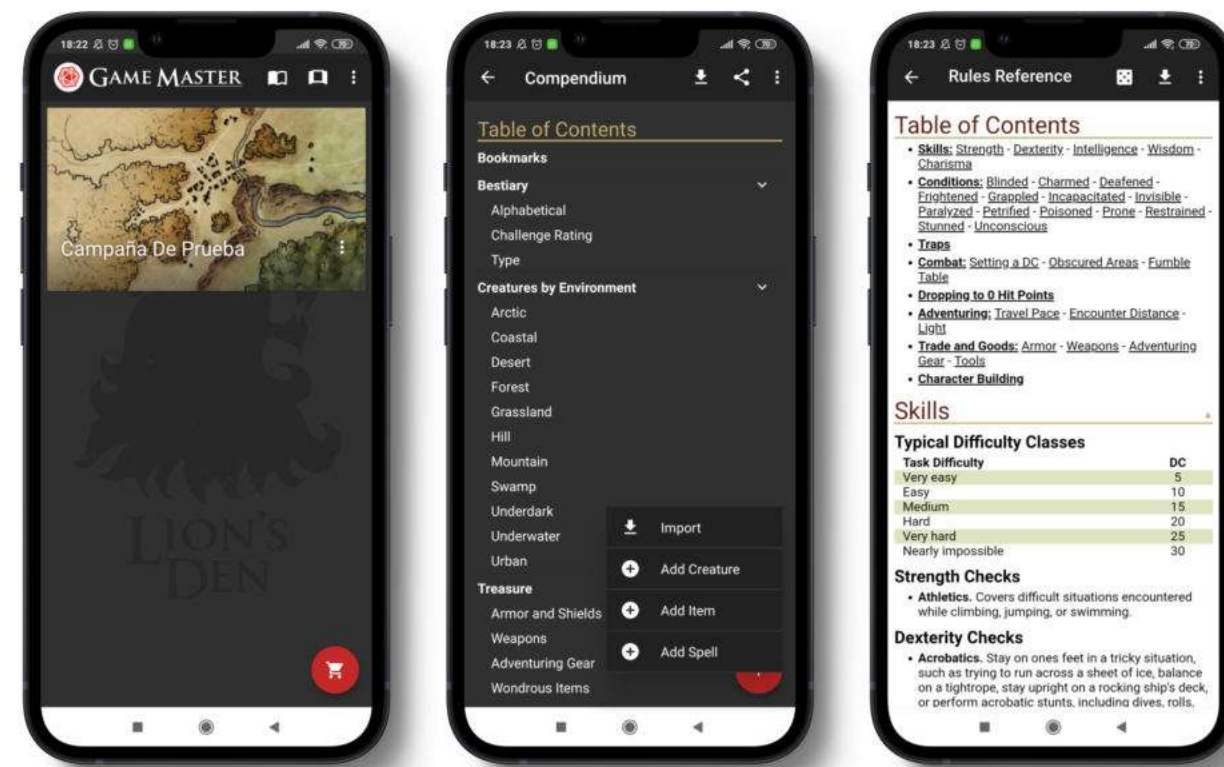 18:22
70
GAME MASTER
Campaña De Prueba
LION'S
DEN
18:23
70
Compendium
Table of Contents
Bookmarks
Bestiary
Alphabetical
Challenge Rating
Type
Creatures by Environment
Arctic
Coastal
Desert
Forest
Grassland
Hill
Mountain
Swamp
Underdark
Underwater
Urban
Treasure
Armor and Shields
Weapons
Adventuring Gear
Wondrous Items
Import
Add Creature
Add Item
Add Spell
18:23
70
Rules Reference
Table of Contents
• Skills: Strength - Dexterity - Intelligence - Wisdom -
Charisma
• Conditions: Blinded - Charmed - Deafened -
Frightened - Grappled - Incapacitated - Invisible -
Paralyzed - Petrified - Poisoned - Prone - Restrained -
Stunned - Unconscious
• Traps
• Combat: Setting a DC - Obscured Areas - Fumble
Table
• Dropping to 0 Hit Points
• Adventuring: Travel Pace - Encounter Distance -
Light
• Trade and Goods: Armor - Weapons - Adventuring
Gear - Tools
• Character Building
Skills
Typical Difficulty Classes
Task Difficulty DC
Very easy 5
Easy 10
Medium 15
Hard 20
Very hard 25
Nearly impossible 30
Strength Checks
• Athletics. Covers difficult situations encountered
while climbing, jumping, or swimming.
Dexterity Checks
• Acrobatics. Stay on ones feet in a tricky situation,
such as trying to run across a sheet of ice, balance
on a tightrope, stay upright on a rocking ship's deck,
or perform acrobatic stunts, including dives, rolls,